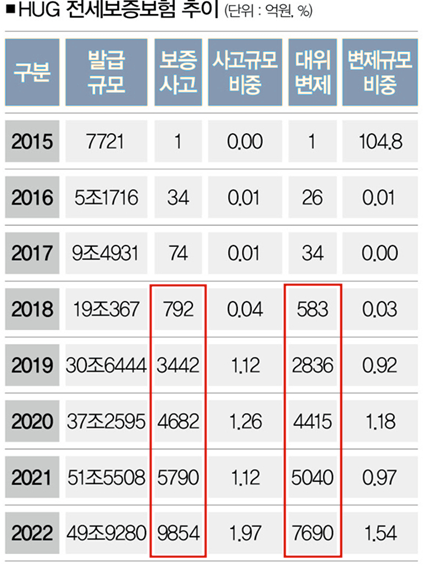 ■HUG 전세보증보험 추이 (단위 : 억원, %)
구분 발급 규모 보증 사고 사고규모 비중 대위 변제 변제규모 비중
2015 7721 1 0.00 1 104.8
2016 5조1716 34 0.01 26 0.01
2017 9조4931 74 0.01 34 0.00
2018 19조367 792 0.04 583 0.03
2019 30조6444 3442 1.12 2836 0.92
2020 37조2595 4682 1.26 4415 1.18
2021 51조5508 5790 1.12 5040 0.97
2022 49조9280 9854 1.97 7690 1.54